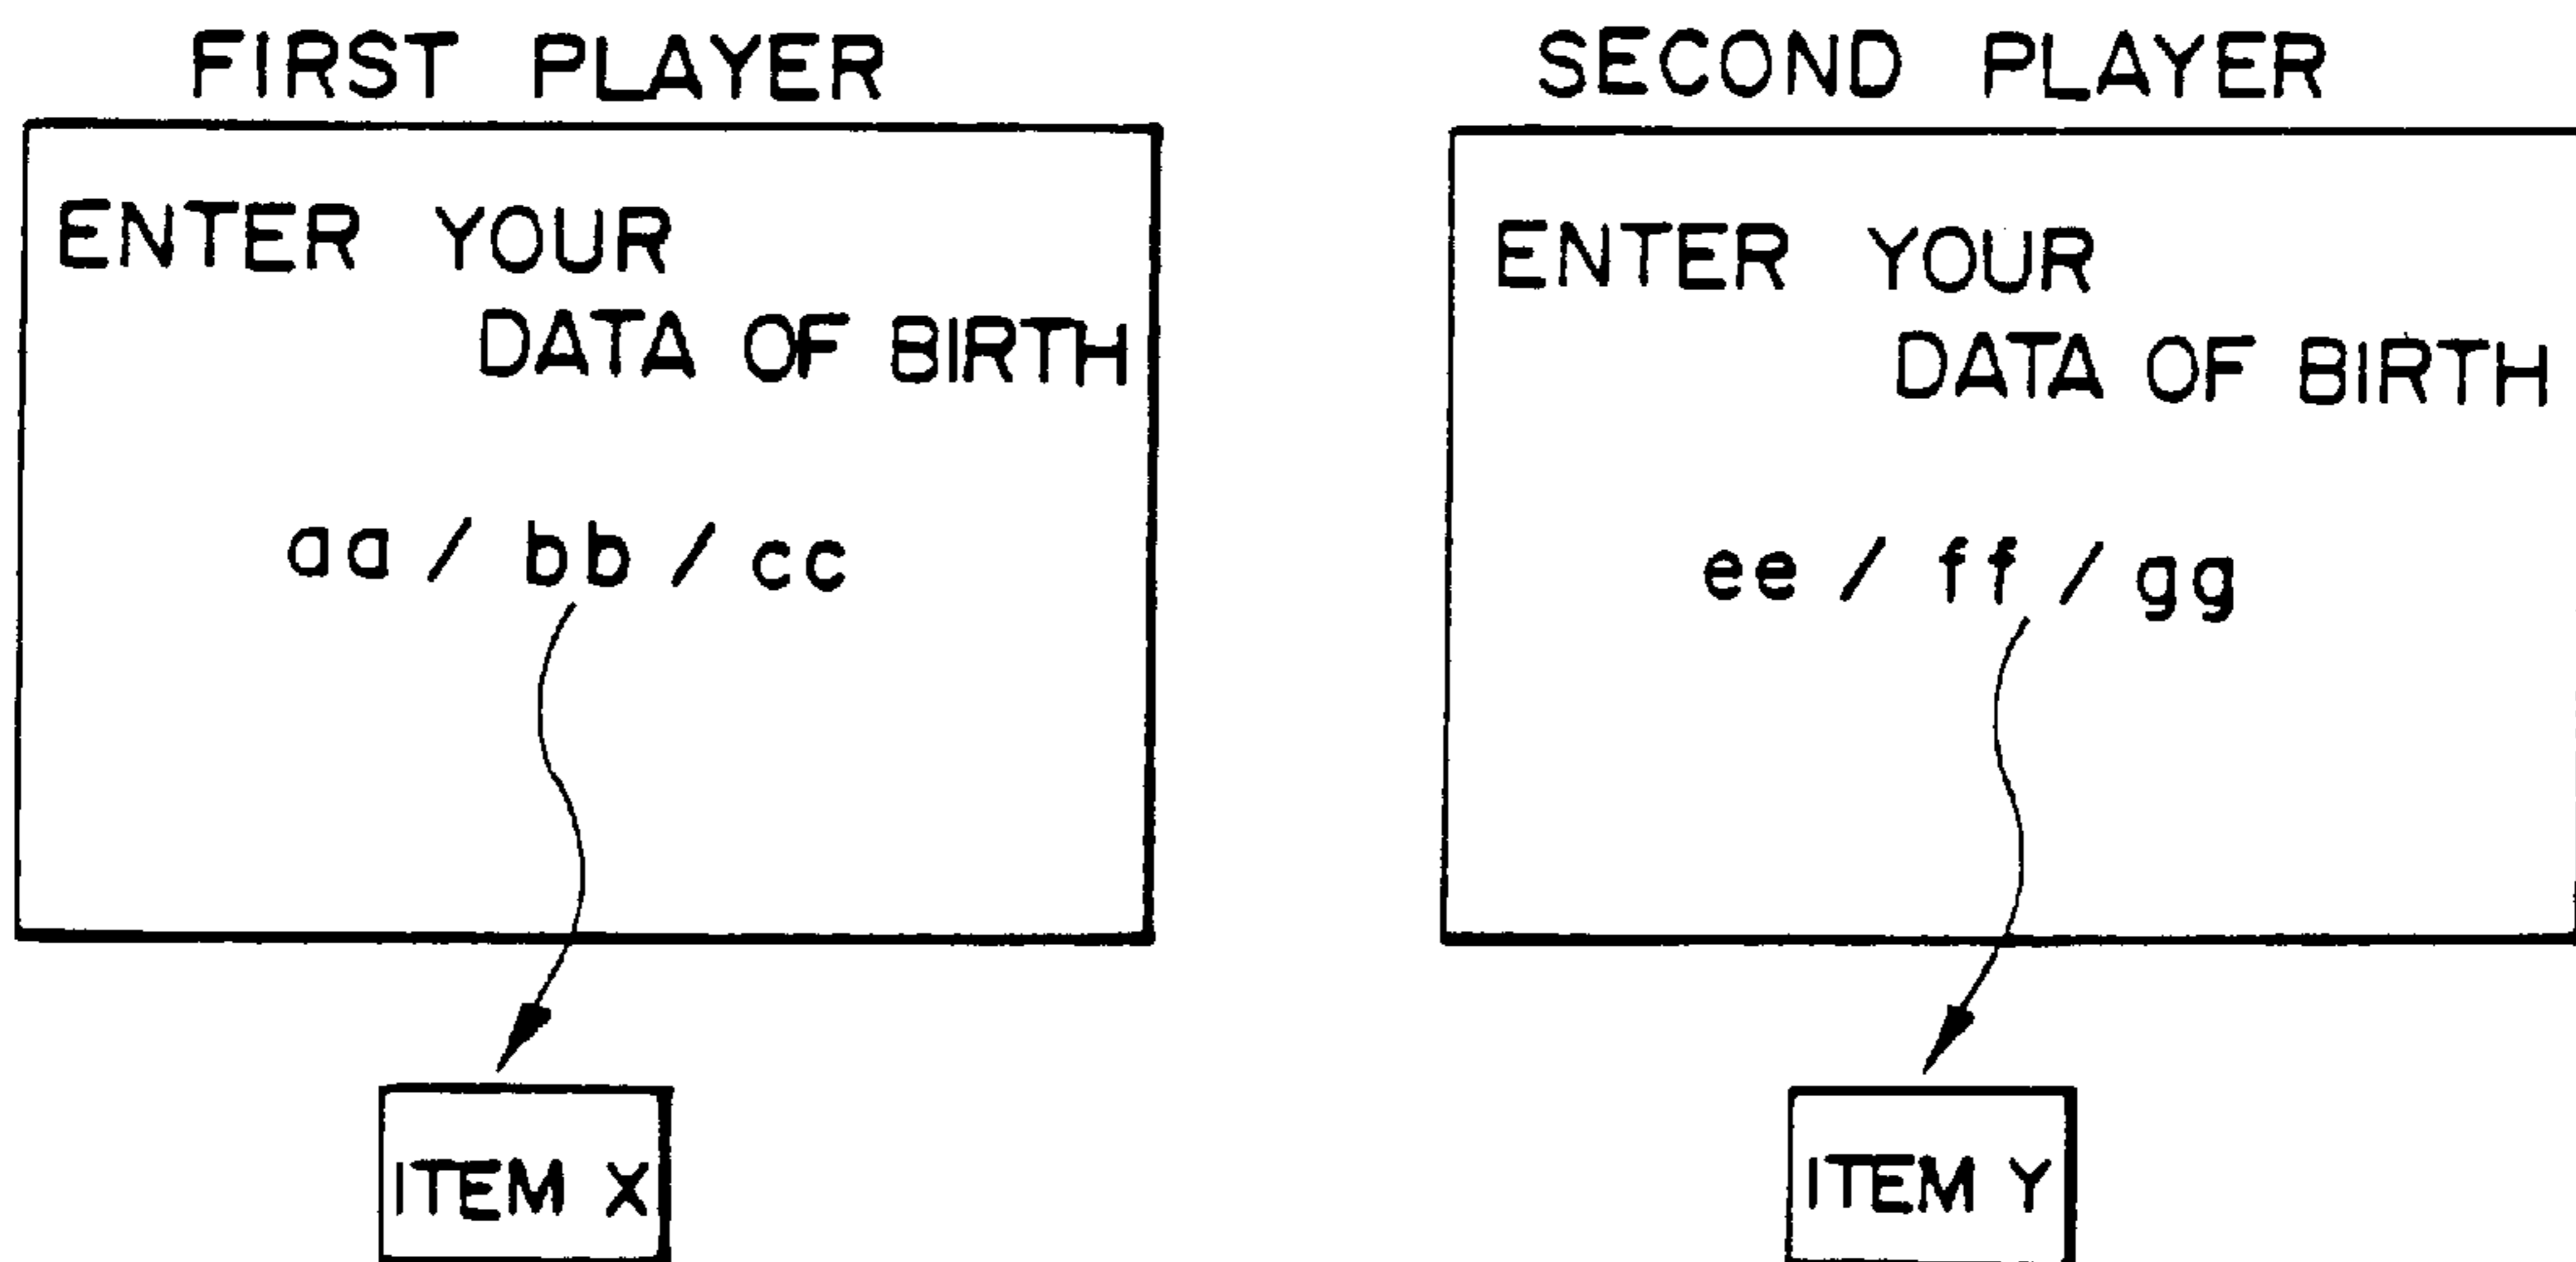 FIRST PLAYER
ENTER YOUR
DATA OF BIRTH
aa / bb / cc
ITEM X
SECOND PLAYER
ENTER YOUR
DATA OF BIRTH
ee / ff / gg
ITEM Y